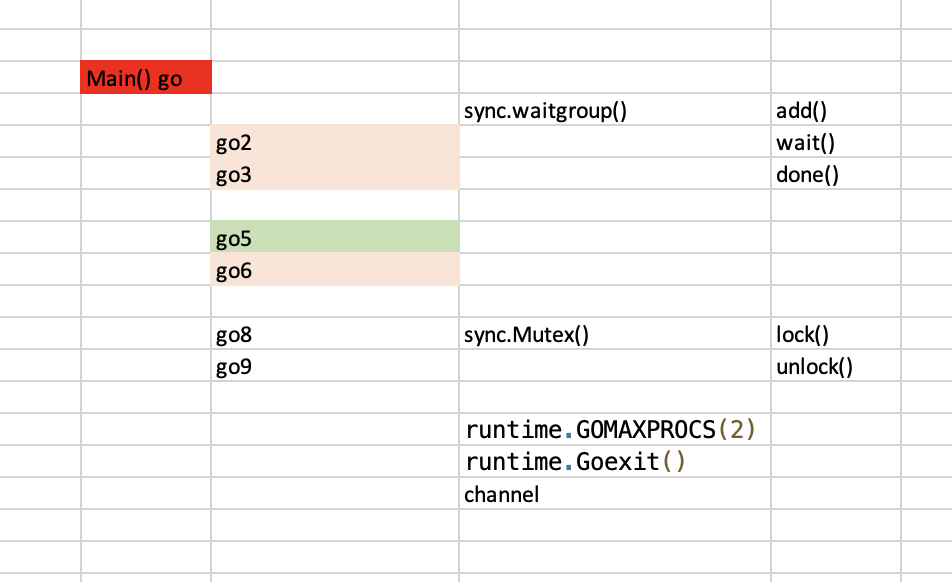 Main() go
sync.waitgroup() add()
go2 wait()
go3 done()
go5
go6
go8 sync.Mutex() lock()
go9 unlock()
runtime.GOMAXPROCS(2)
runtime.Goexit()
channel